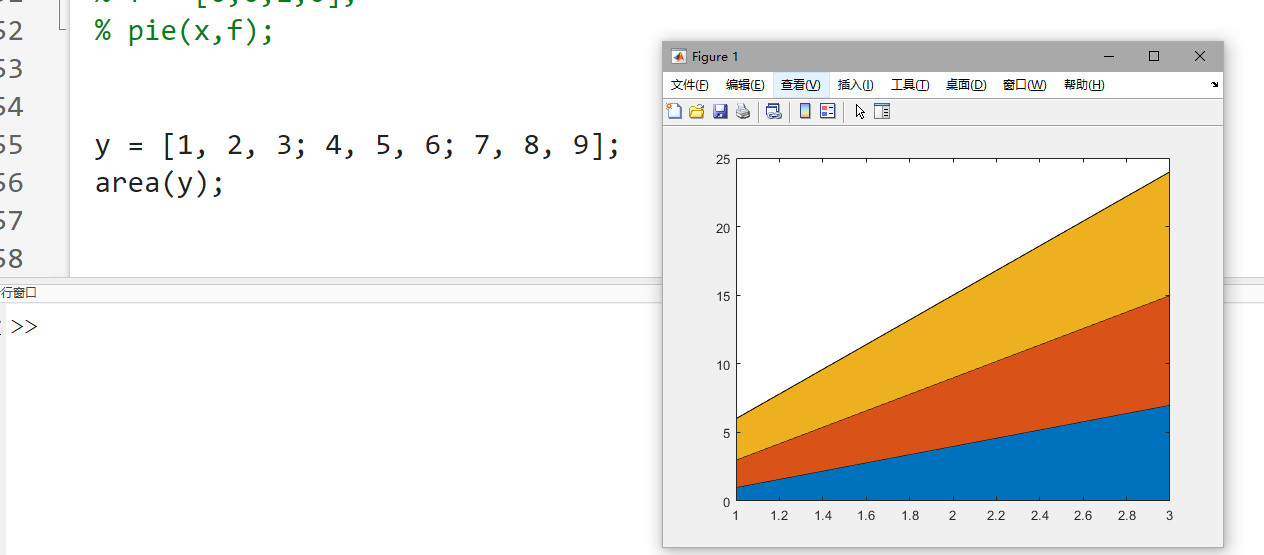 % pie(x,f);
52
53
54
55 y = [1, 2, 3; 4, 5, 6; 7, 8, 9];
56 area(y);
57
58
行窗口
>>
Figure 1
文件(F) 编辑(E) 查看(V) 插入(I) 工具(T) 桌面(D) 窗口(W) 帮助(H)
25
20
15
10
5
0
1 1.2 1.4 1.6 1.8 2 2.2 2.4 2.6 2.8 3